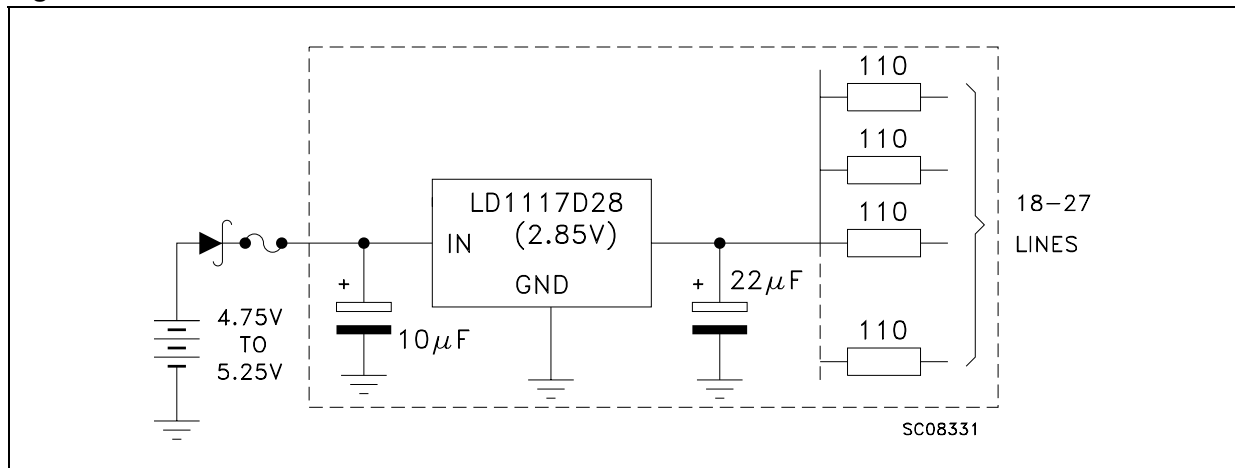 110
110
110
110
18-27
LINES
LD1117D28
(2.85V)
IN
GND
+
10μF
+
22μF
4.75V
TO
5.25V
SC08331